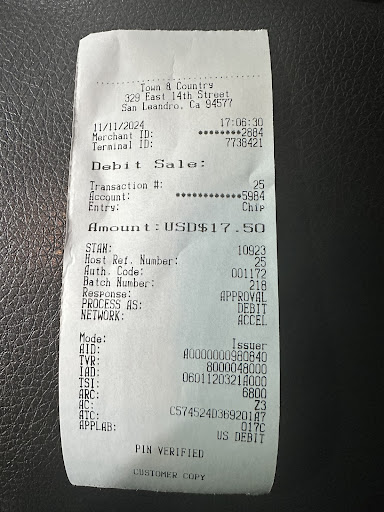 Town & Country
329 East 14th Street
San Leandro, Ca 94577
11/11/2024 17:06:30
Merchant ID: ********2884
Terminal ID: 7738421
Debit Sale:
Transaction #: 25
Account: ************5984
Entry: Chip
Amount: USD$17.50
STAN: 10923
Host Ref. Number: 25
Auth. Code: 001172
Batch Number: 218
Response: APPROVAL
PROCESS AS: DEBIT
NETWORK: ACCEL
Mode: Issuer
AID: A0000000980840
TVR: 8000048000
IAD: 0601120321A000
TSI: 6800
ARC: Z3
AC: C574524D369201A7
ATC: 017C
APPLAB: US DEBIT
PIN VERIFIED
CUSTOMER COPY